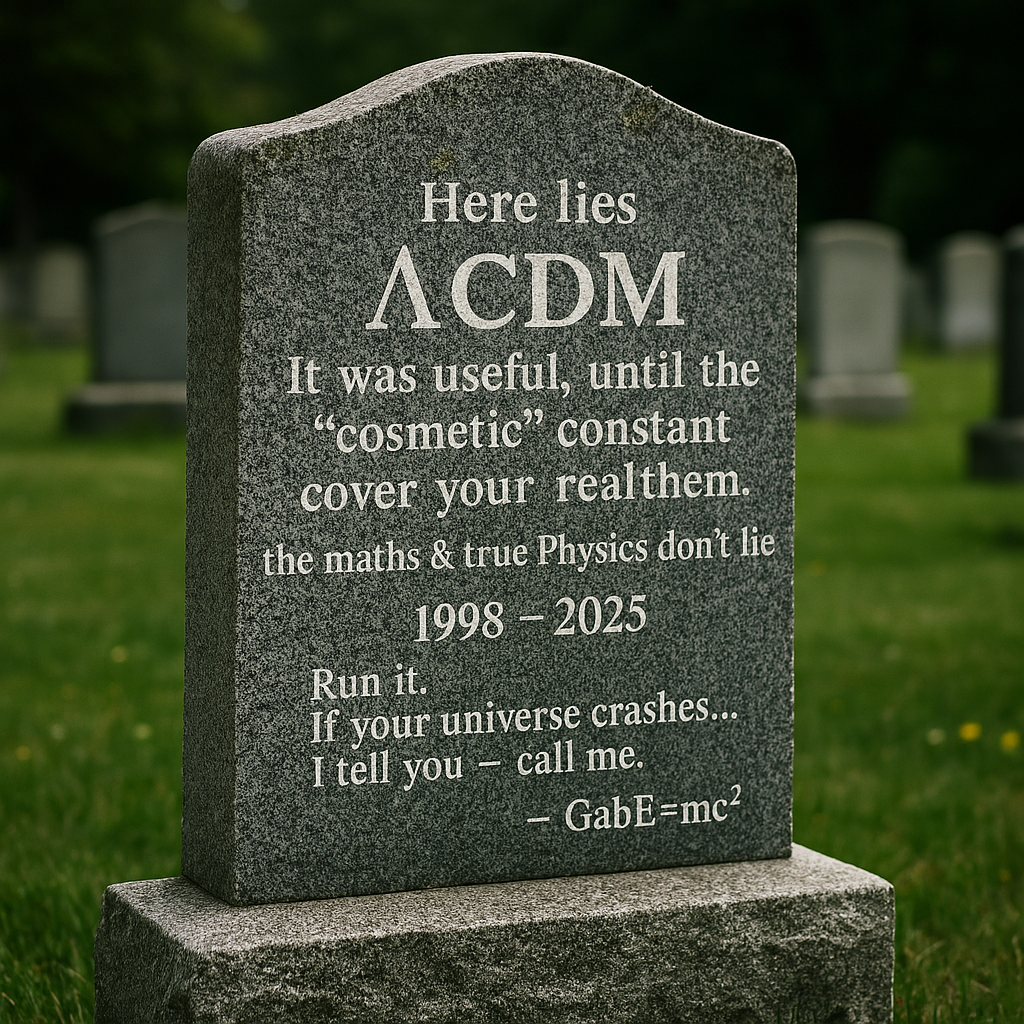 Here lies
ΛCDM
It was useful, until the
“cosmetic” constant
cover your realthem.
the maths & true Physics don’t lie
1998 – 2025
Run it.
If your universe crashes...
I tell you – call me.
– GabE=mc²